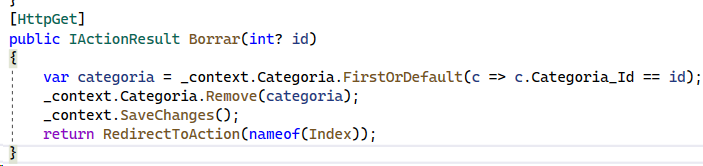 }
[HttpGet]
public IActionResult Borrar(int? id)
{
var categoria = _context.Categoria.FirstOrDefault(c => c.Categoria_Id == id);
_context.Categoria.Remove(categoria);
_context.SaveChanges();
return RedirectToAction(nameof(Index));
}